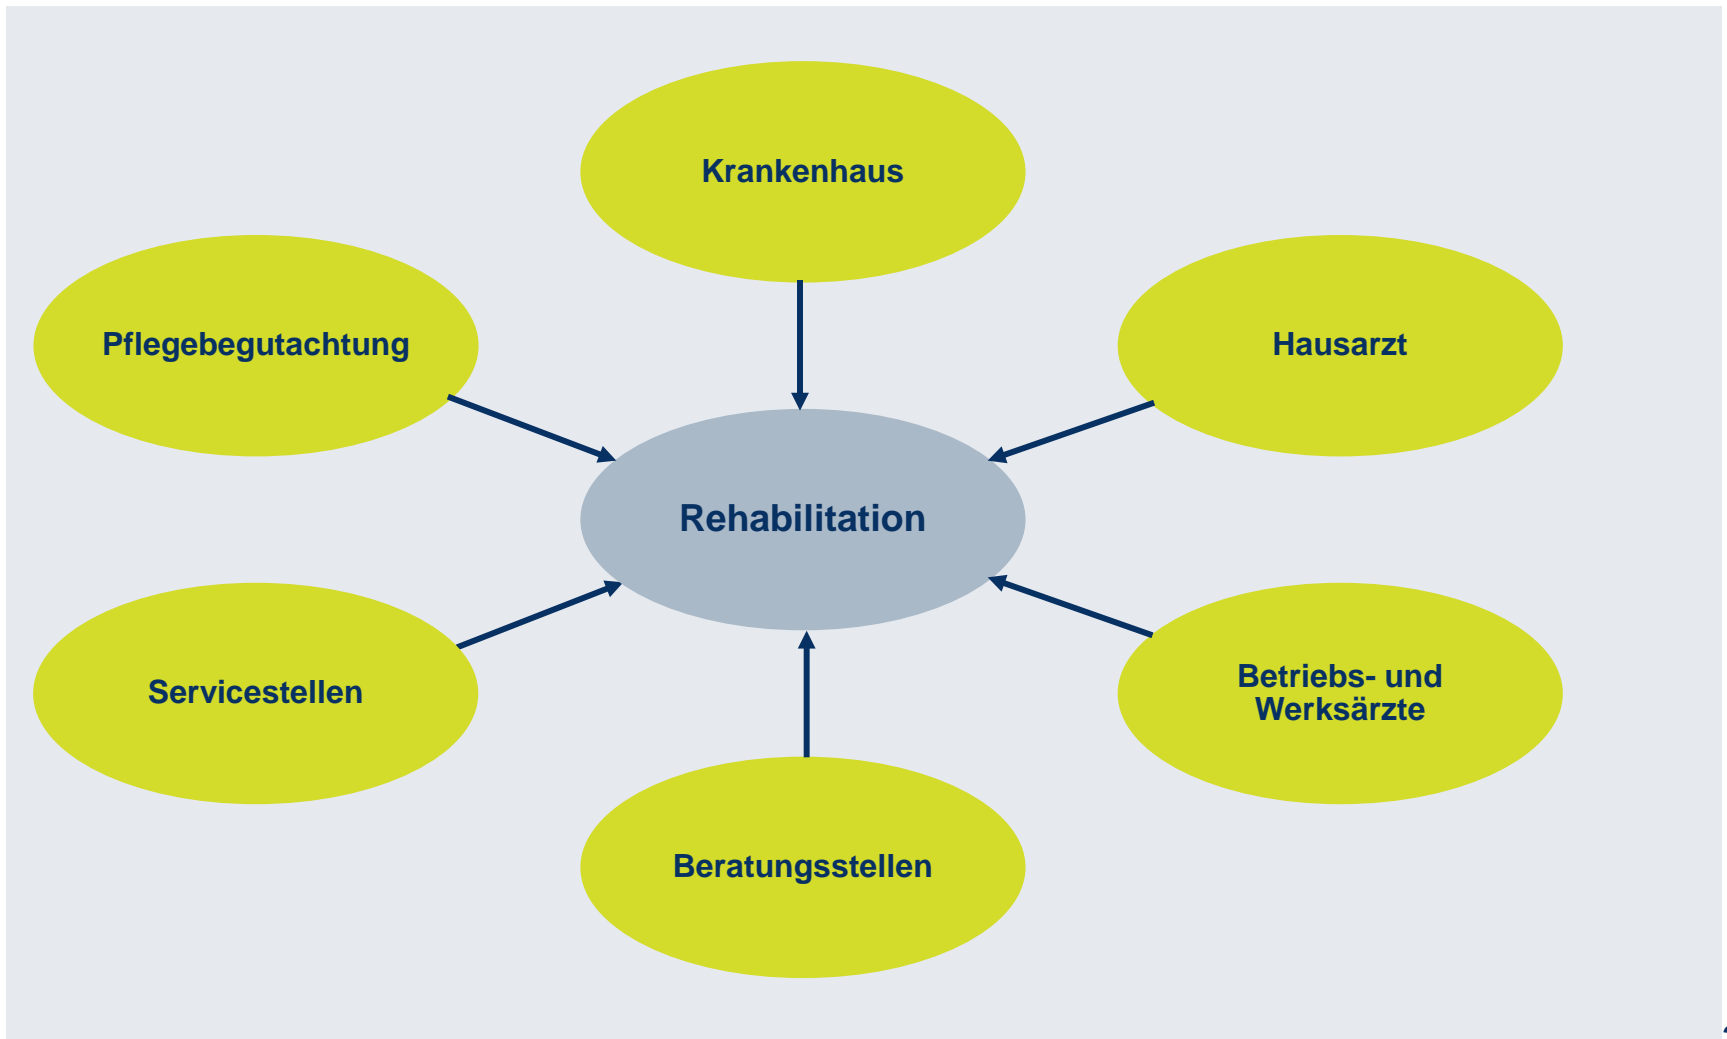 Krankenhaus
Pflegebegutachtung
Hausarzt
Rehabilitation
Servicestellen
Betriebs- und
Werksärzte
Beratungsstellen